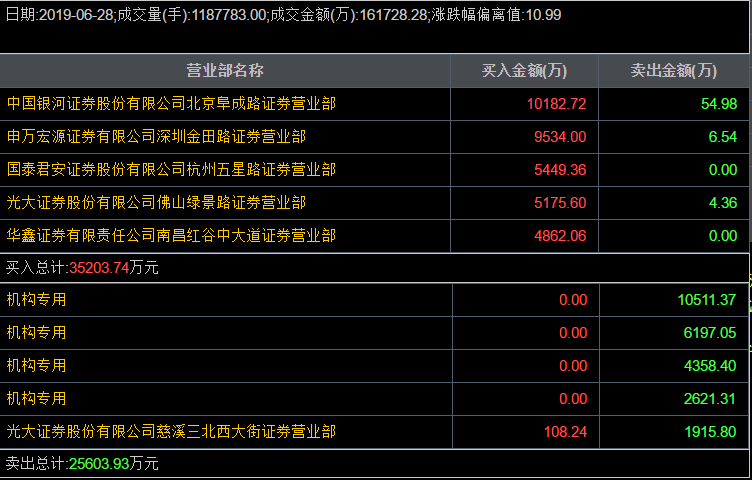 日期:2019-06-28;成交量(手):1187783.00;成交金额(万):161728.28;涨跌幅偏离值:10.99
营业部名称 买入金额(万) 卖出金额(万)
中国银河证券股份有限公司北京阜成路证券营业部 10182.72 54.98
申万宏源证券有限公司深圳金田路证券营业部 9534.00 6.54
国泰君安证券股份有限公司杭州五星路证券营业部 5449.36 0.00
光大证券股份有限公司佛山绿景路证券营业部 5175.60 4.36
华鑫证券有限责任公司南昌红谷中大道证券营业部 4862.06 0.00
买入总计:35203.74万元
机构专用 0.00 10511.37
机构专用 0.00 6197.05
机构专用 0.00 4358.40
机构专用 0.00 2621.31
光大证券股份有限公司慈溪三北西大街证券营业部 108.24 1915.80
卖出总计:25603.93万元